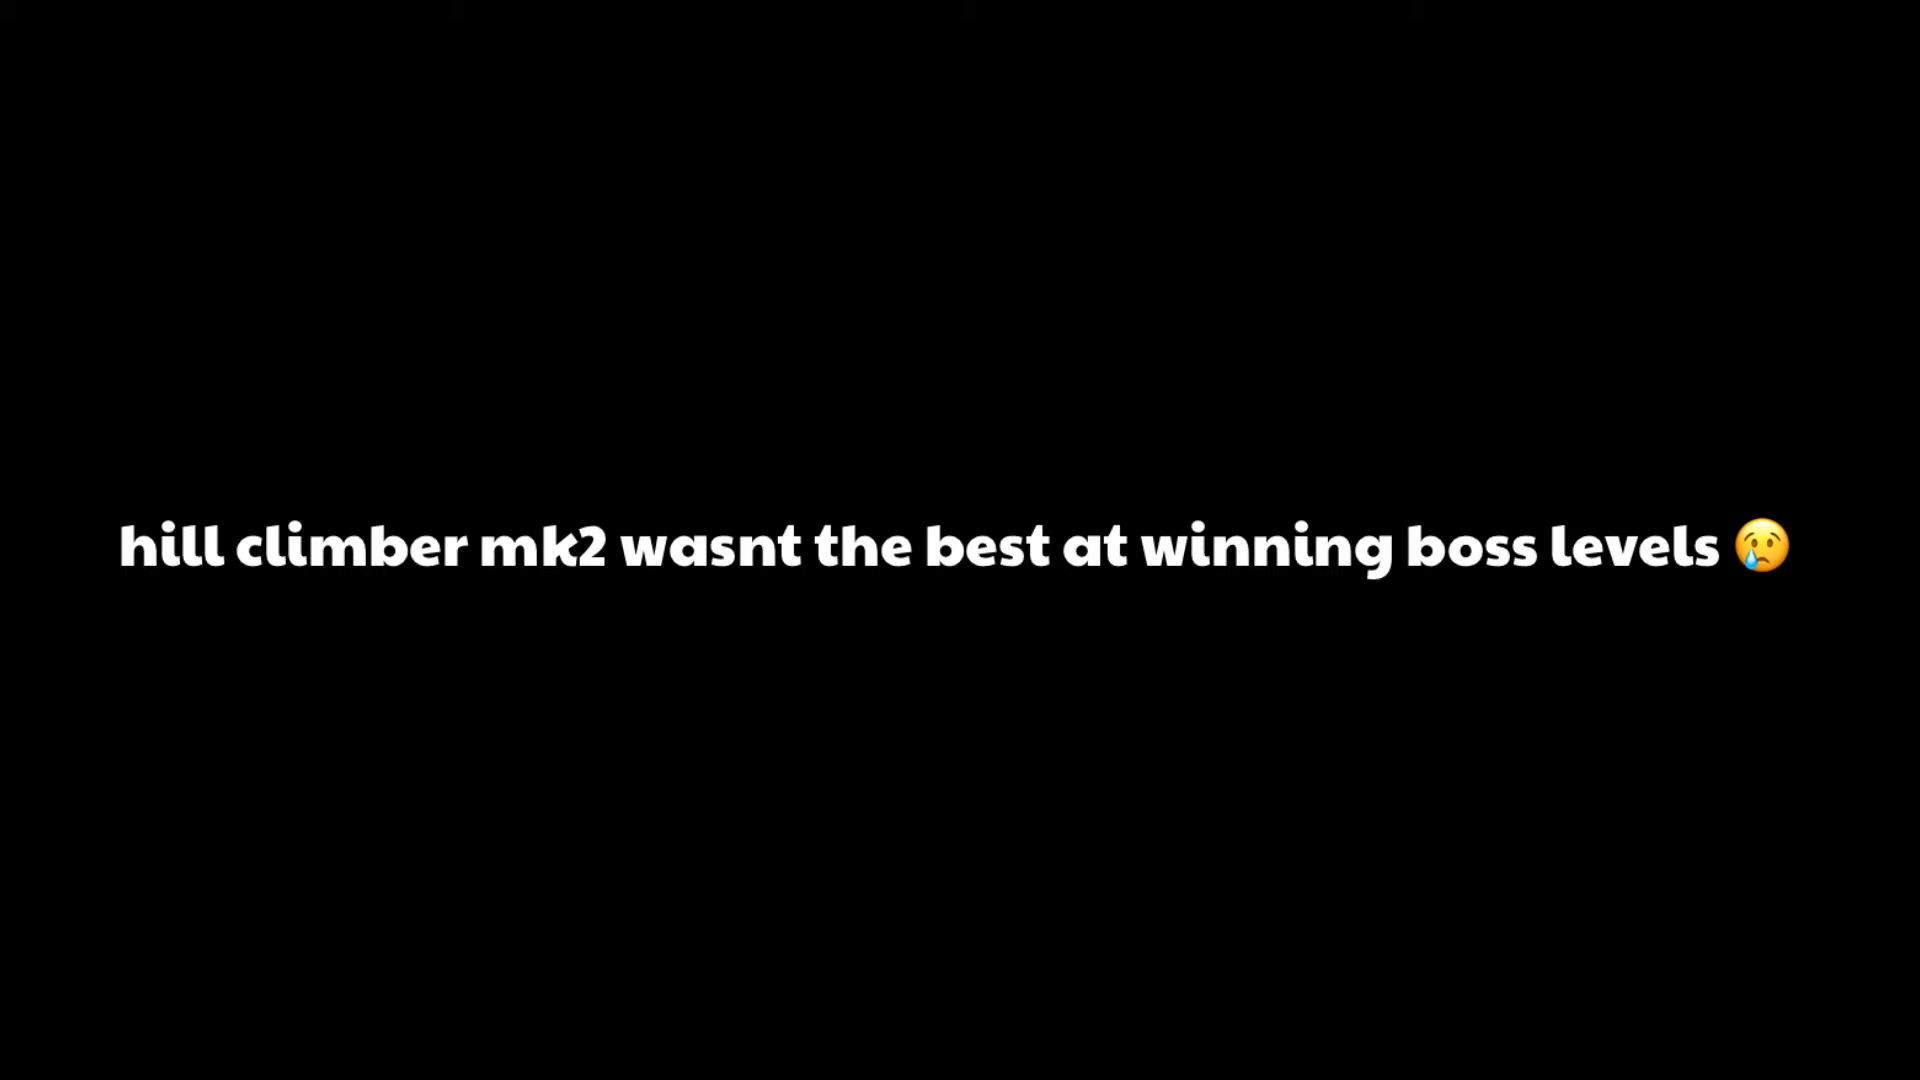 hill climber mk2 wasnt the best at winning boss levels 😢